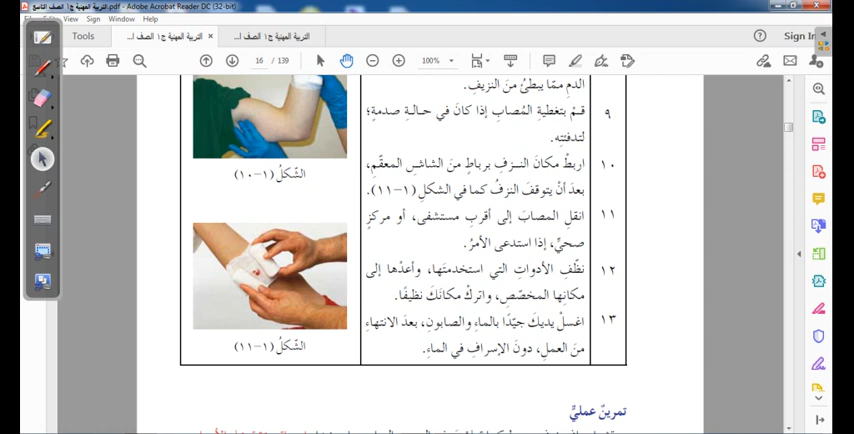 التربية المهنية ج١ الصف التاسع.pdf - Adobe Acrobat Reader DC (32-bit)
Edit View Sign Window Help
Tools
التربية المهنية ج١ الصف ا...
التربية المهنية ج١ الصف ا...
Sign In
16 / 139
100%
الدمِ ممّا يبطئُ منَ النزيفِ.
٩ قـمْ بتغطيةِ المُصابِ إذا كانَ في حـالـةِ صدمةٍ؛
لتدفئتِه.
الشّكلُ (١-١٠)
١٠ اربطْ مكانَ النـزفِ برباطٍ منَ الشاشِ المعقّمِ،
بعدَ أنْ يتوقفَ النزفُ كما في الشكلِ (١-١١).
١١ انقلِ المصابَ إلى أقربِ مستشفى، أو مركزٍ
صحيٍّ، إذا استدعى الأمرُ.
١٢ نظّفِ الأدواتِ التي استخدمتَها، وأعدْها إلى
مكانِها المخصّصِ، واتركْ مكانَكَ نظيفًا.
١٣ اغسلْ يديكَ جيّدًا بالماءِ والصابونِ، بعدَ الانتهاءِ
منَ العملِ، دونَ الإسرافِ في الماءِ.
الشّكلُ (١-١١)
تمرينٌ عمليٌّ